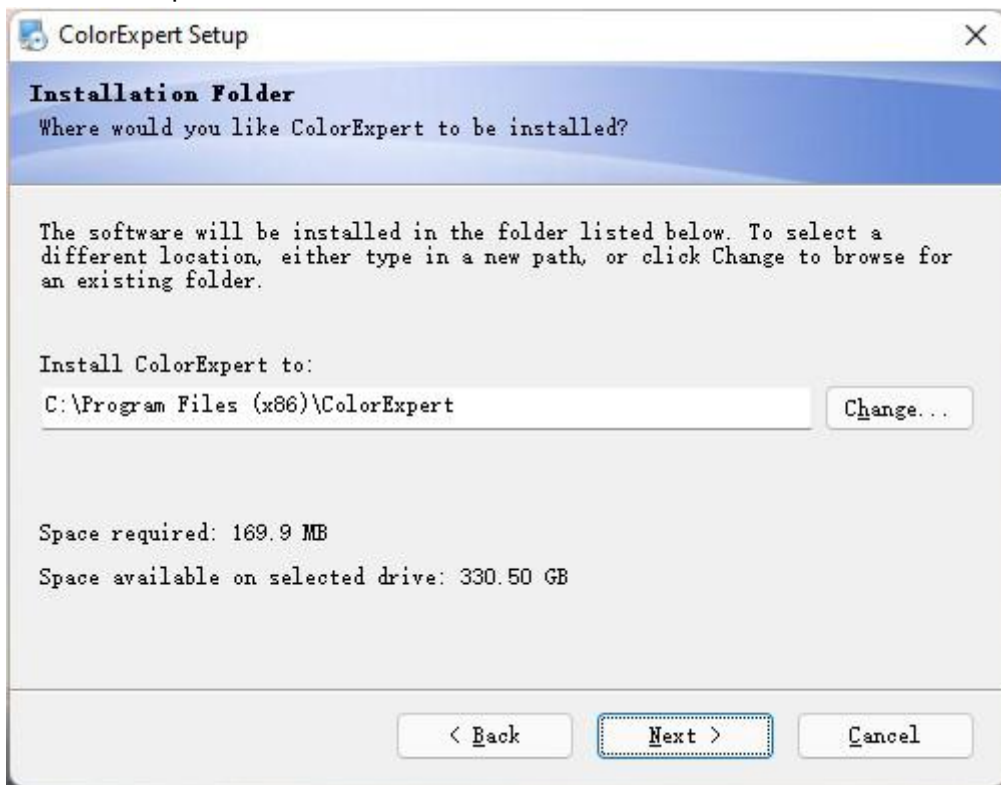 ColorExpert Setup
Installation Folder
Where would you like ColorExpert to be installed?
The software will be installed in the folder listed below. To select a
different location, either type in a new path, or click Change to browse for
an existing folder.
Install ColorExpert to:
C:\Program Files (x86)\ColorExpert
Change...
Space required: 169.9 MB
Space available on selected drive: 330.50 GB
< Back
Next >
Cancel